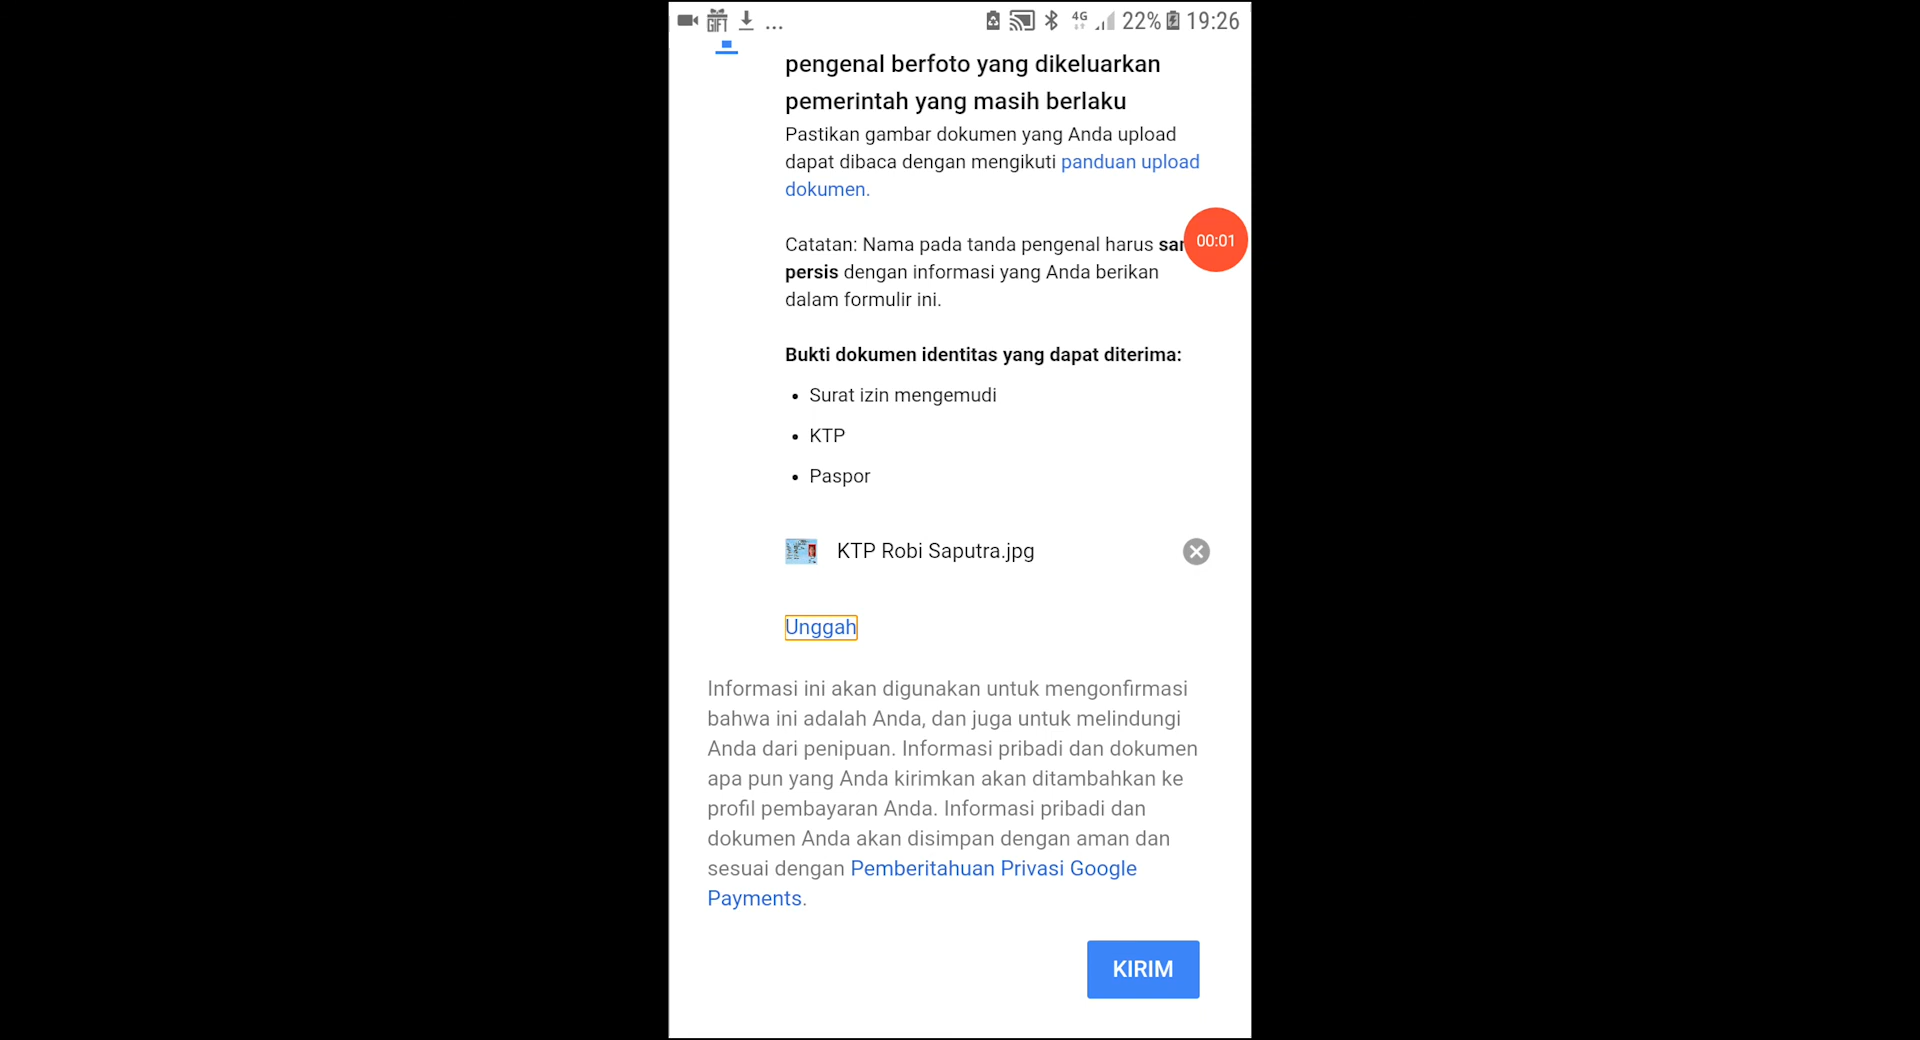 GIFT ... 4G 22% 19:26
pengenal berfoto yang dikeluarkan
pemerintah yang masih berlaku
Pastikan gambar dokumen yang Anda upload
dapat dibaca dengan mengikuti panduan upload
dokumen.
Catatan: Nama pada tanda pengenal harus
00:01
persis dengan informasi yang Anda berikan
dalam formulir ini.
Bukti dokumen identitas yang dapat diterima:
• Surat izin mengemudi
• KTP
• Paspor
KTP Robi Saputra.jpg
Unggah
Informasi ini akan digunakan untuk mengonfirmasi
bahwa ini adalah Anda, dan juga untuk melindungi
Anda dari penipuan. Informasi pribadi dan dokumen
apa pun yang Anda kirimkan akan ditambahkan ke
profil pembayaran Anda. Informasi pribadi dan
dokumen Anda akan disimpan dengan aman dan
sesuai dengan Pemberitahuan Privasi Google
Payments.
KIRIM